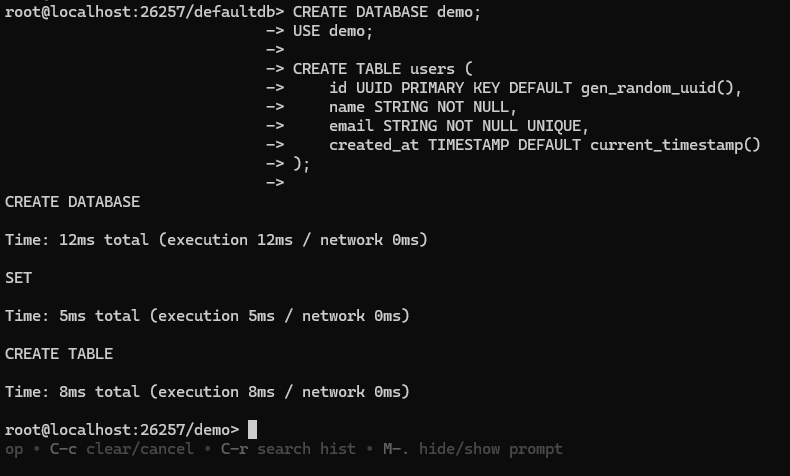 root@localhost:26257/defaultdb> CREATE DATABASE demo;
                             -> USE demo;
                             ->
                             -> CREATE TABLE users (
                             ->     id UUID PRIMARY KEY DEFAULT gen_random_uuid(),
                             ->     name STRING NOT NULL,
                             ->     email STRING NOT NULL UNIQUE,
                             ->     created_at TIMESTAMP DEFAULT current_timestamp()
                             -> );
                             ->
CREATE DATABASE

Time: 12ms total (execution 12ms / network 0ms)

SET

Time: 5ms total (execution 5ms / network 0ms)

CREATE TABLE

Time: 8ms total (execution 8ms / network 0ms)

root@localhost:26257/demo>
op • C-c clear/cancel • C-r search hist • M-. hide/show prompt